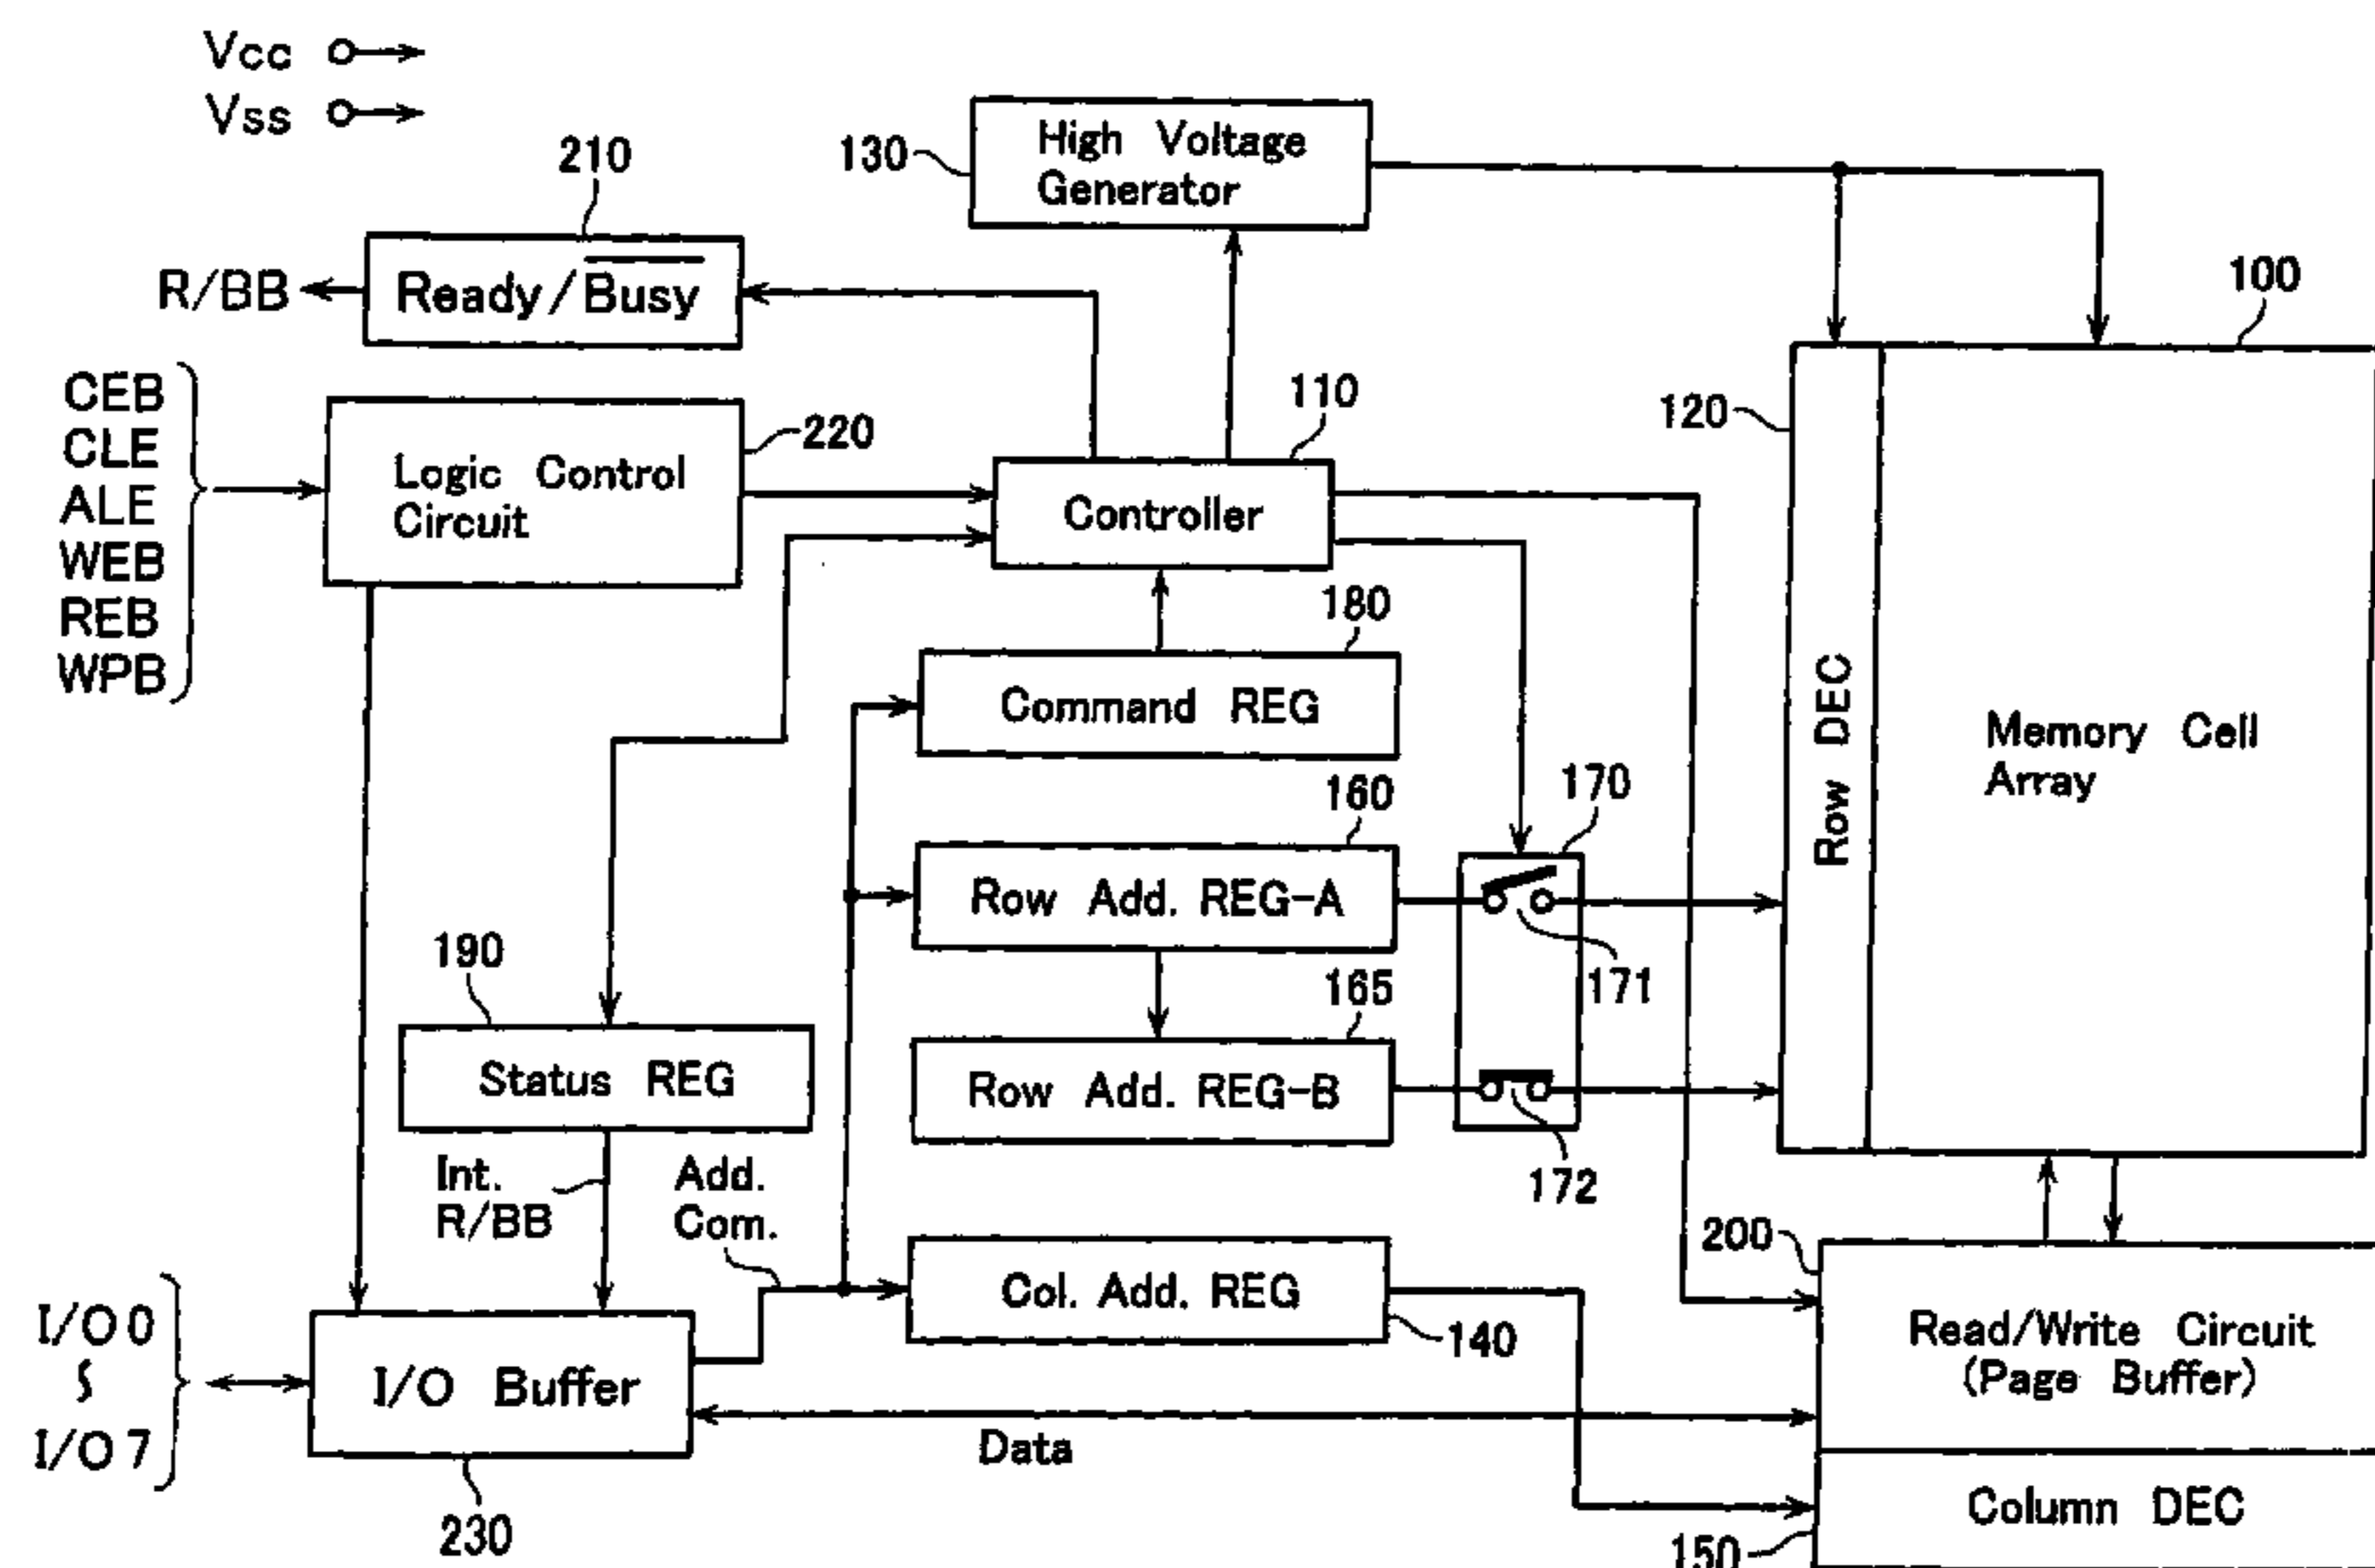 Vcc
Vss
210
130
High Voltage
Generator
R/BB
Ready/Busy
100
CEB
CLE
ALE
WEB
REB
WPB
Logic Control
Circuit
220
110
Controller
120
Row DEC
Memory Cell
Array
180
Command REG
160
170
Row Add. REG-A
171
190
165
Status REG
Row Add. REG-B
172
Int.
R/BB
Add.
Com.
200
I/O 0
I/O 7
I/O Buffer
230
Col. Add. REG
140
Data
Read/Write Circuit
(Page Buffer)
Column DEC
150